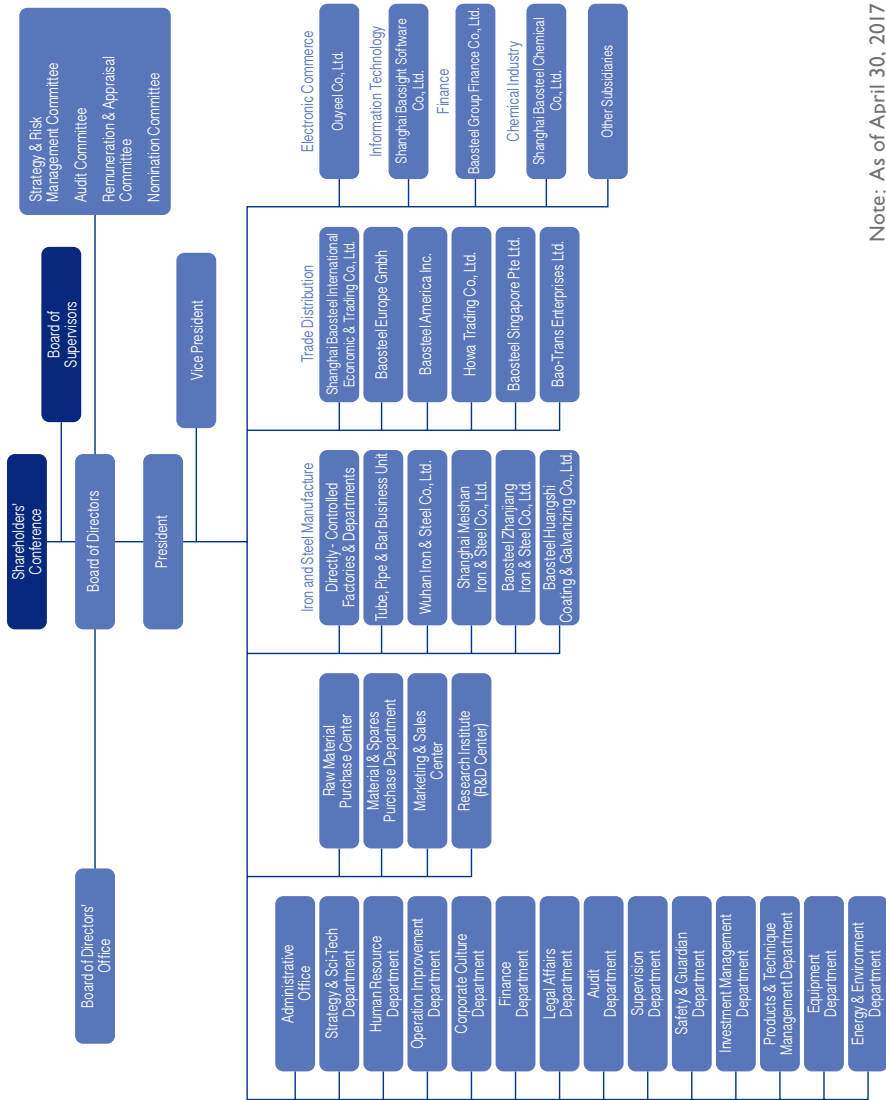 Shareholders'
Conference
Board of
Supervisors
Board of Directors'
Office
Board of Directors
Strategy & Risk
Management Committee
Audit Committee
Remuneration & Appraisal
Committee
Nomination Committee
President
Vice President
Administrative
Office
Strategy & Sci-Tech
Department
Human Resource
Department
Operation Improvement
Department
Corporate Culture
Department
Finance
Department
Legal Affairs
Department
Audit
Department
Supervision
Department
Safety & Guardian
Department
Investment Management
Department
Products & Technique
Management Department
Equipment
Department
Energy & Environment
Department
Raw Material
Purchase Center
Material & Spares
Purchase Department
Marketing & Sales
Center
Research Institute
(R&D Center)
Iron and Steel Manufacture
Directly - Controlled
Factories & Departments
Tube, Pipe & Bar Business Unit
Wuhan Iron & Steel Co., Ltd.
Shanghai Meishan
Iron & Steel Co., Ltd.
Baosteel Zhanjiang
Iron & Steel Co., Ltd.
Baosteel Huangshi
Coating & Galvanizing Co., Ltd.
Trade Distribution
Shanghai Baosteel International
Economic & Trading Co., Ltd.
Baosteel Europe Gmbh
Baosteel America Inc.
Howa Trading Co., Ltd.
Baosteel Singapore Pte Ltd.
Bao-Trans Enterprises Ltd.
Electronic Commerce
Ouyeel Co., Ltd.
Information Technology
Shanghai Baosight Software
Co., Ltd.
Finance
Baosteel Group Finance Co., Ltd.
Chemical Industry
Shanghai Baosteel Chemical
Co., Ltd.
Other Subsidiaries
Note: As of April 30, 2017